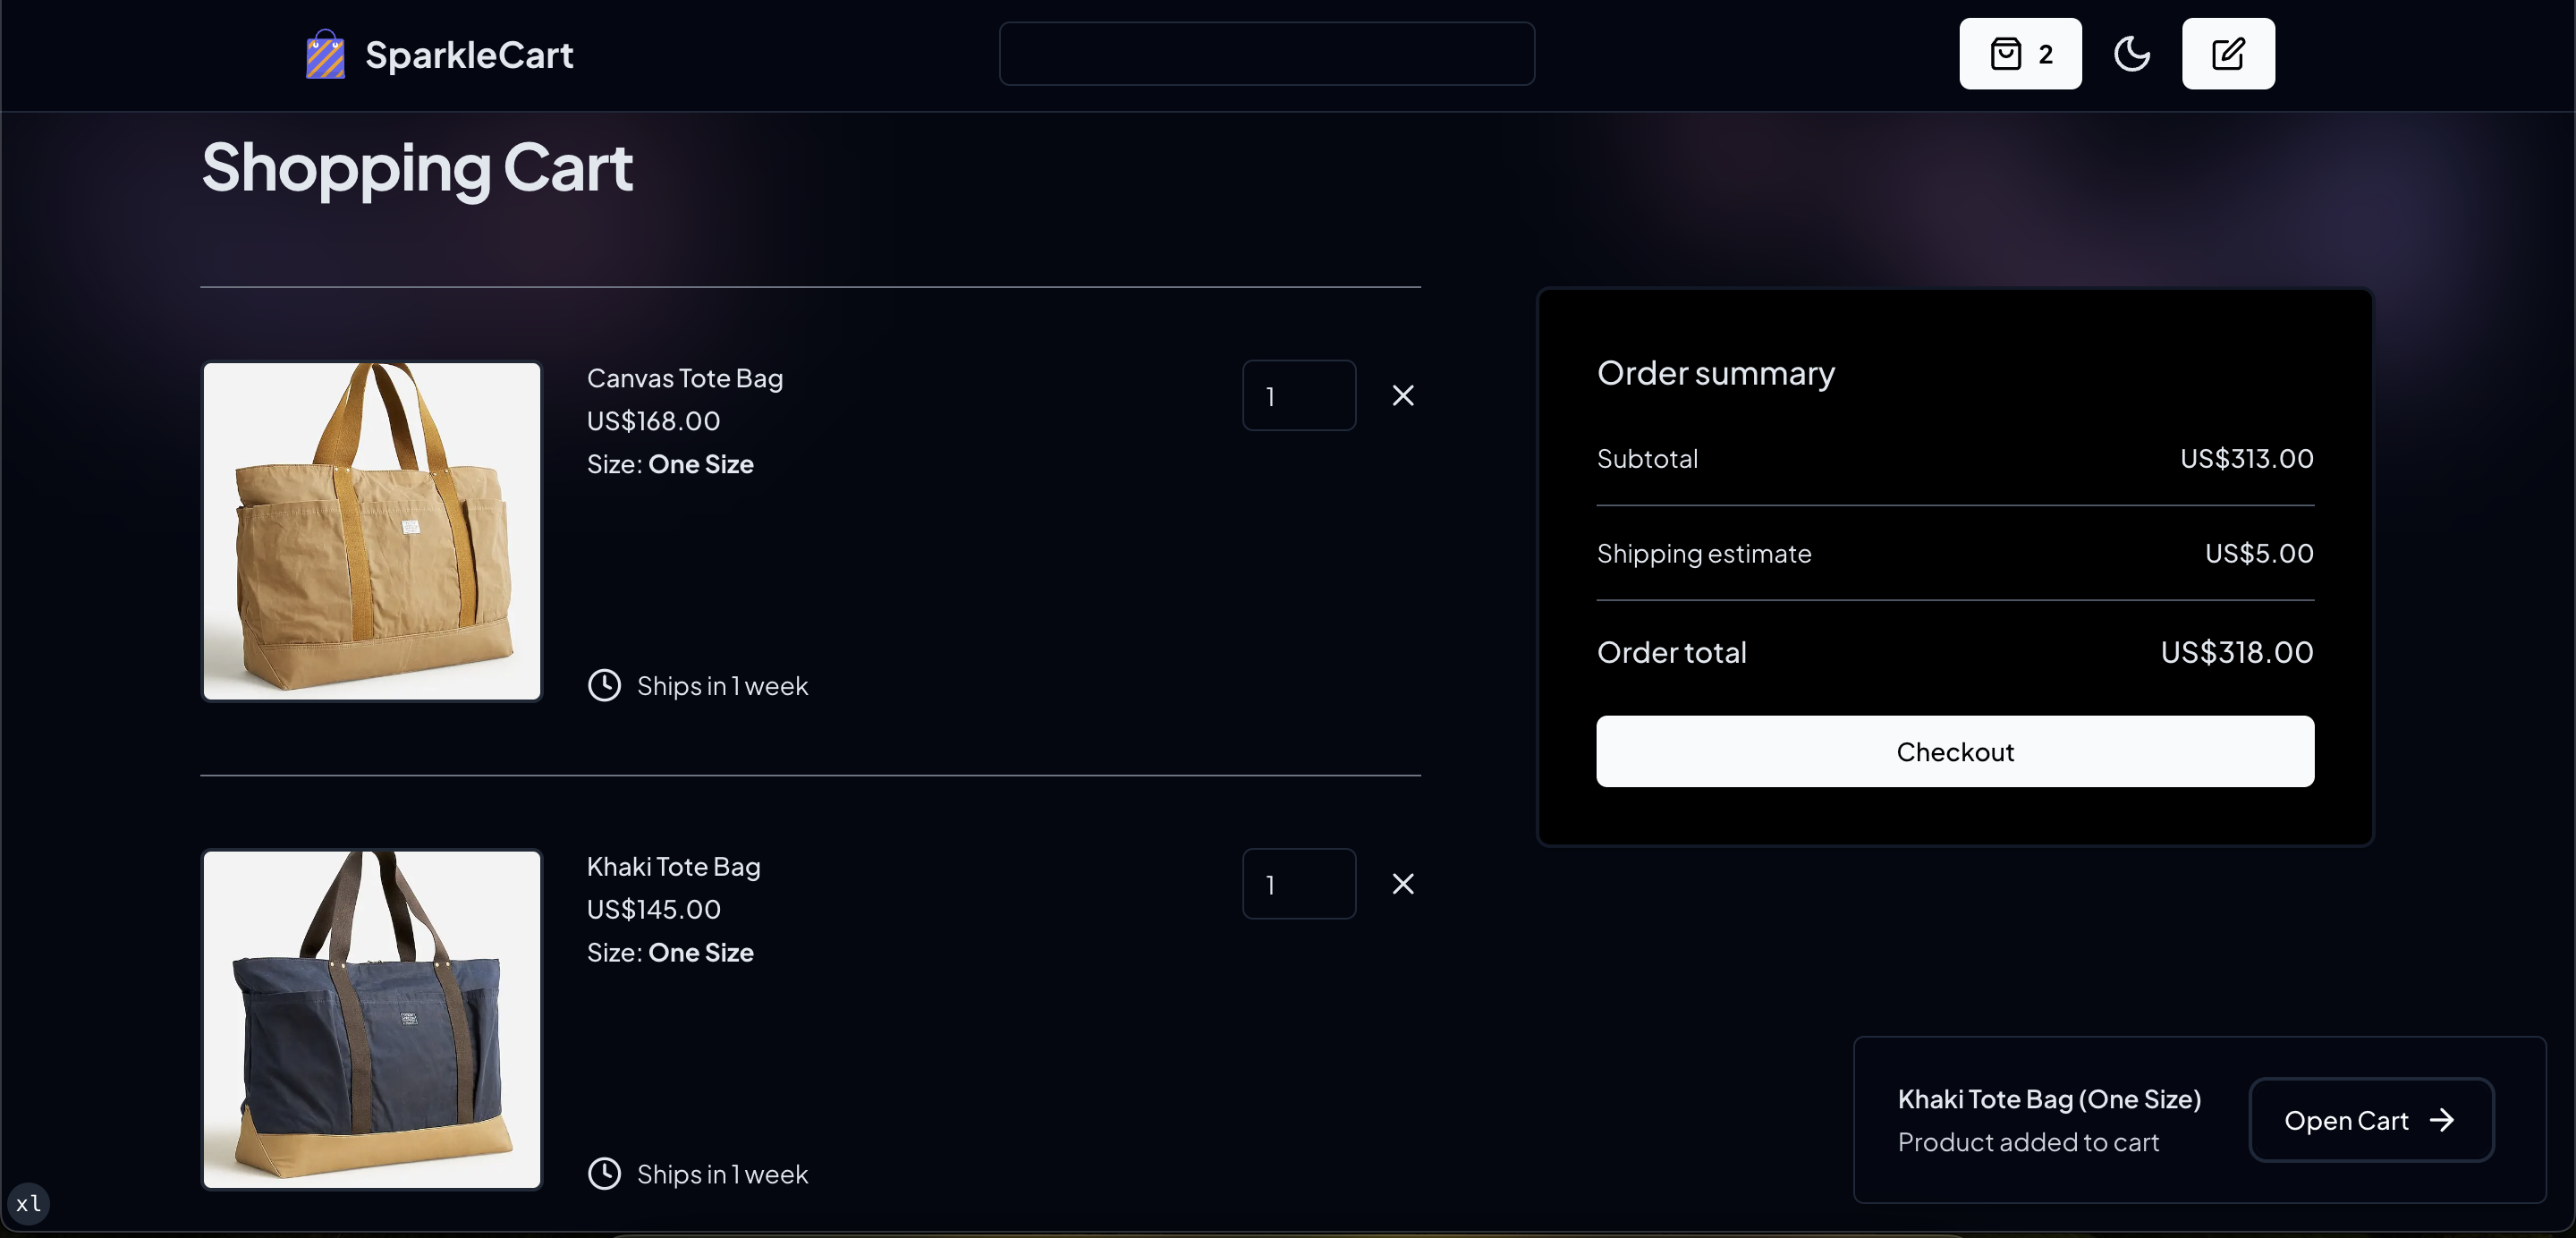 SparkleCart
2
Shopping Cart
Canvas Tote Bag
US$168.00
Size: One Size
1
Ships in 1 week
Khaki Tote Bag
US$145.00
Size: One Size
1
Ships in 1 week
Order summary
Subtotal US$313.00
Shipping estimate US$5.00
Order total US$318.00
Checkout
Khaki Tote Bag (One Size)
Product added to cart
Open Cart
xl